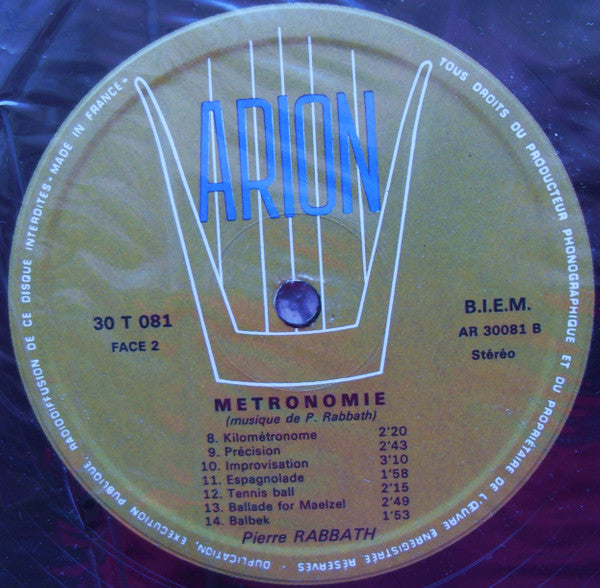 TOUS DROITS DU PRODUCTEUR PHONOGRAPHIQUE ET DU PROPRIÉTAIRE DE L'ŒUVRE ENREGISTRÉE RÉSERVÉS - DUPLICATION, EXÉCUTION PUBLIQUE, RADIODIFFUSION DE CE DISQUE INTERDITES - MADE IN FRANCE -
ARION
30 T 081
FACE 2
B.I.E.M.
AR 30081 B
Stéréo
METRONOMIE
(musique de P. Rabbath)
8. Kilométronome 2'20
9. Précision 2'43
10. Improvisation 3'10
11. Espagnolade 1'58
12. Tennis ball 2'15
13. Ballade for Maelzel 2'49
14. Balbek 1'53
Pierre RABBATH